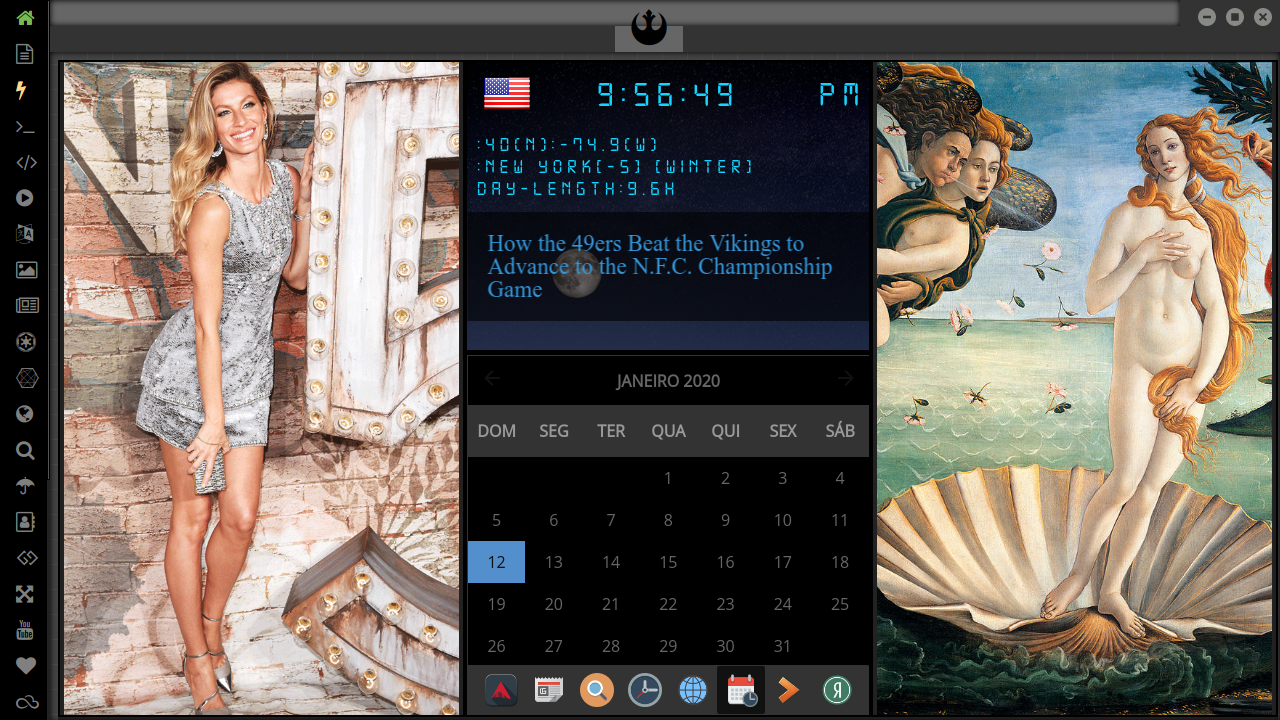 9:56:49 PM
:40(N):-74.9(W)
:NEW YORK(-5) (WINTER)
DAY-LENGTH:9.6H
How the 49ers Beat the Vikings to
Advance to the N.F.C. Championship
Game
JANEIRO 2020
DOM SEG TER QUA QUI SEX SÁB
1 2 3 4
5 6 7 8 9 10 11
12 13 14 15 16 17 18
19 20 21 22 23 24 25
26 27 28 29 30 31
You
Tube
Я